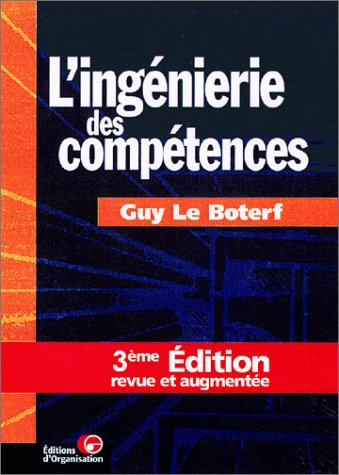 L'ingénierie
des
compétences
Guy Le Boterf
3ème Édition
revue et augmentée
Éditions
d'Organisation